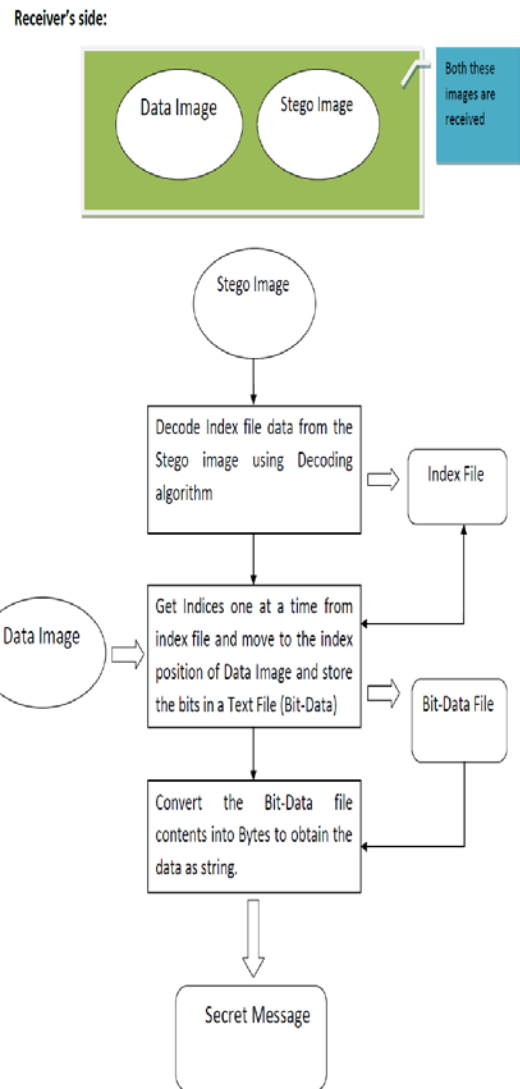 Receiver's side:
Data Image
Stego Image
Both these
images are
received
Stego Image
Decode Index file data from the
Stego image using Decoding
algorithm
Index File
Get Indices one at a time from
index file and move to the index
position of Data Image and store
the bits in a Text File (Bit-Data)
Data Image
Bit-Data File
Convert the Bit-Data file
contents into Bytes to obtain the
data as string.
Secret Message